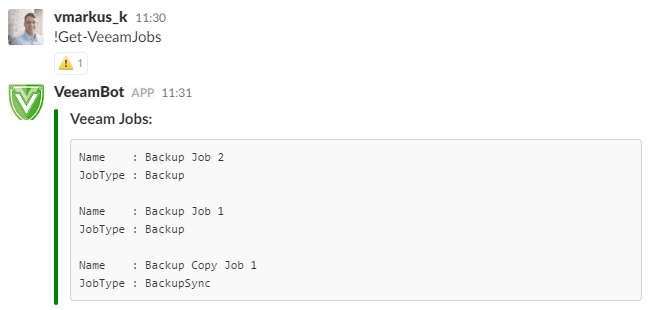 vmarkus_k 11:30
!Get-VeeamJobs
1
VeeamBot APP 11:31
Veeam Jobs:
Name    : Backup Job 2
JobType : Backup
Name    : Backup Job 1
JobType : Backup
Name    : Backup Copy Job 1
JobType : BackupSync